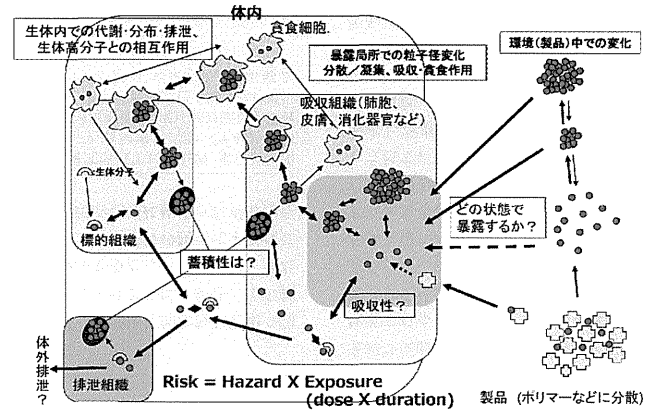 体内
生体内での代謝・分布・排泄、
生体高分子との相互作用
貪食細胞
暴露局所での粒子径変化
分散／凝集、吸収・貪食作用
環境（製品）中での変化
吸収組織（肺胞、
皮膚、消化器官など）
生体分子
標的組織
どの状態で
暴露するか？
蓄積性は？
吸収性？
体外排泄？
排泄組織
Risk = Hazard X Exposure
(dose X duration)
製品（ポリマーなどに分散）